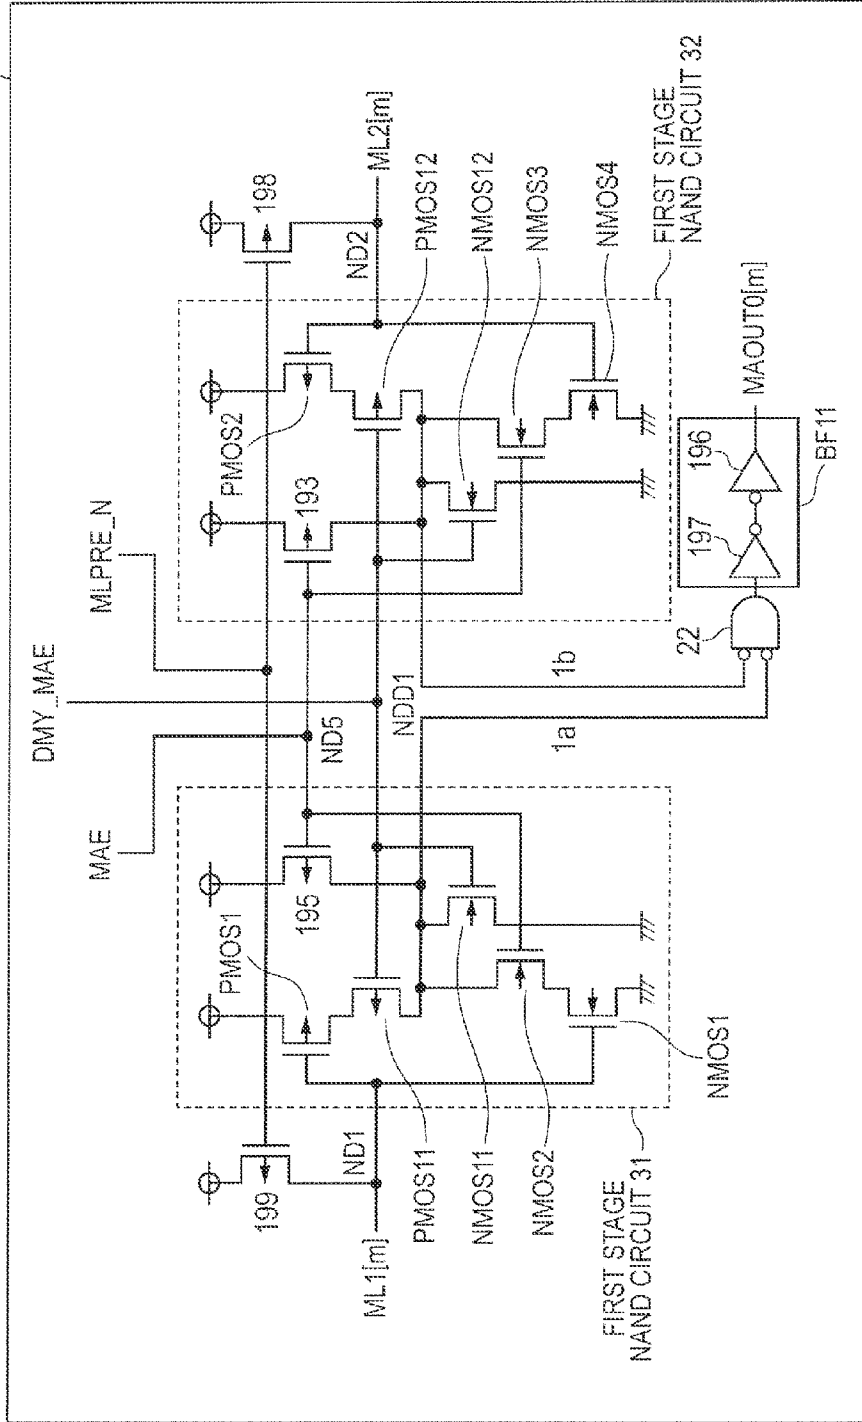 MAE
DMY_MAE
MLPRE_N
199
PMOS1
195
ND5
193
PMOS2
198
ND1
ND2
ML1[m]
ML2[m]
NDD1
PMOS11
NMOS11
NMOS2
FIRST STAGE
NAND CIRCUIT 31
NMOS1
PMOS12
NMOS12
NMOS3
NMOS4
FIRST STAGE
NAND CIRCUIT 32
1a
1b
22
197
196
MAOUT0[m]
BF11